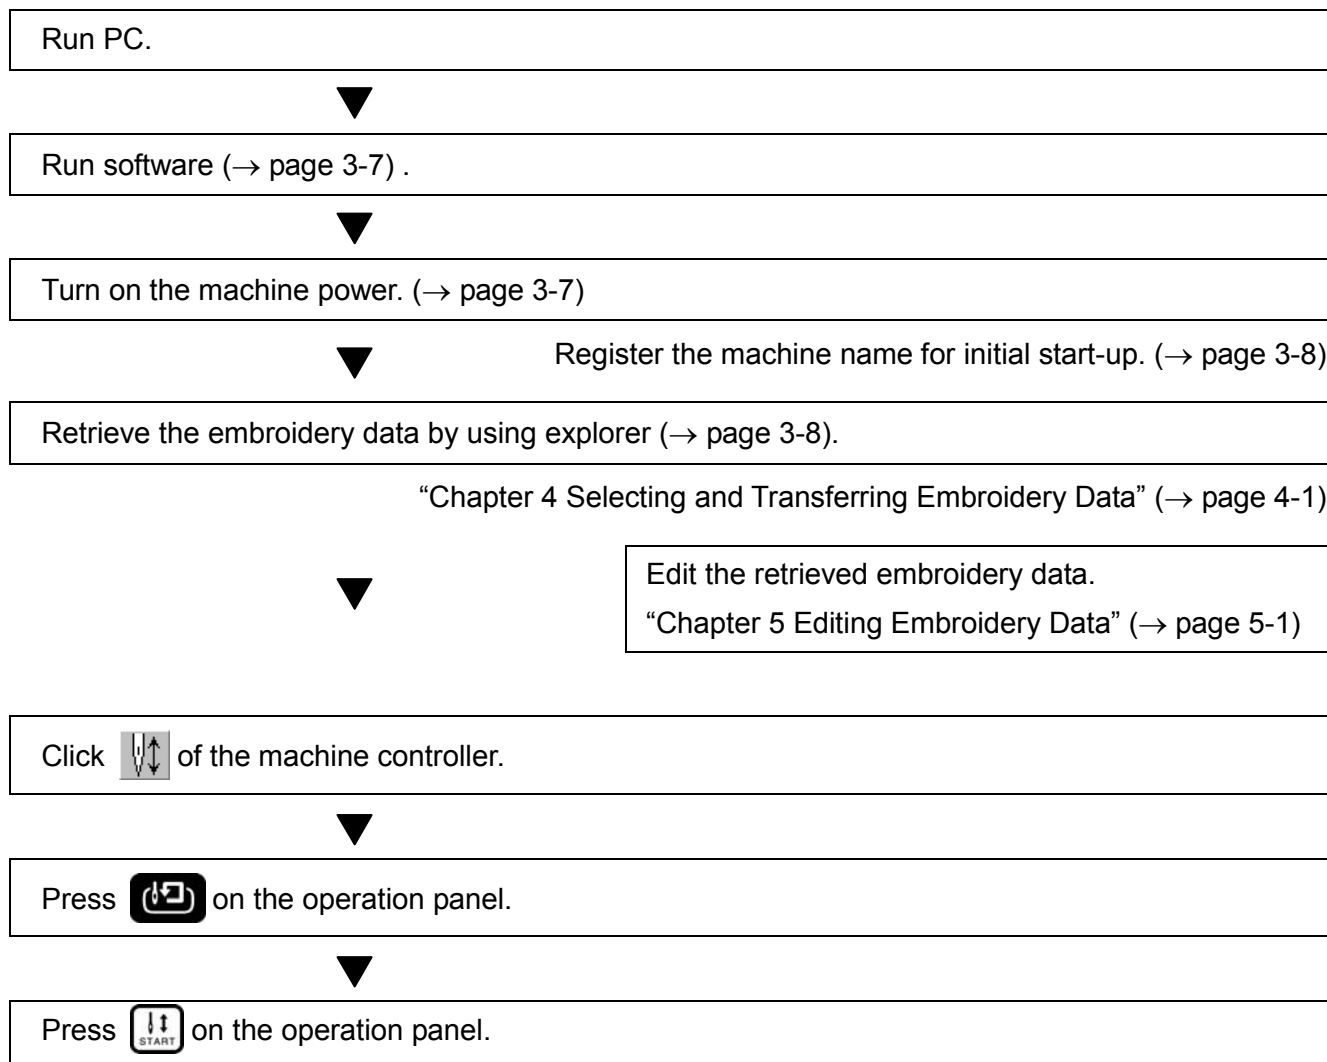 Run PC.
Run software (→ page 3-7) .
Turn on the machine power. (→ page 3-7)
Register the machine name for initial start-up. (→ page 3-8)
Retrieve the embroidery data by using explorer (→ page 3-8).
“Chapter 4 Selecting and Transferring Embroidery Data” (→ page 4-1)
Edit the retrieved embroidery data.
“Chapter 5 Editing Embroidery Data” (→ page 5-1)
Click of the machine controller.
Press on the operation panel.
Press START on the operation panel.